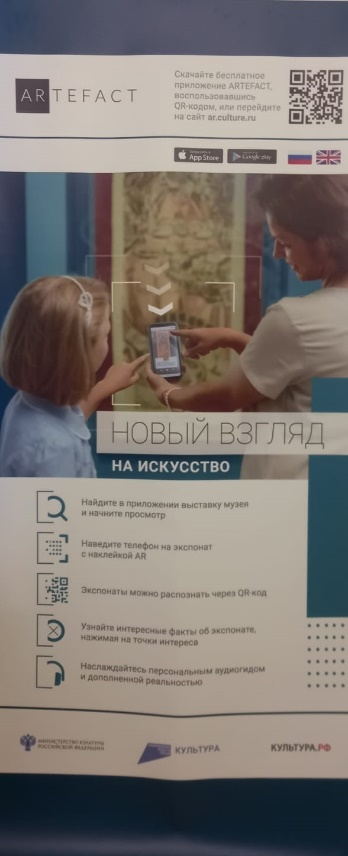 ARTEFACT
Скачайте бесплатное
приложение ARTEFACT,
воспользовавшись
QR-кодом, или перейдите
на сайт ar.culture.ru
App Store
Google play
НОВЫЙ ВЗГЛЯД
НА ИСКУССТВО
Найдите в приложении выставку музея
и начните просмотр
Наведите телефон на экспонат
с наклейкой AR
Экспонаты можно распознать через QR-код
Узнайте интересные факты об экспонате,
нажимая на точки интереса
Наслаждайтесь персональным аудиогидом
и дополненной реальностью
МИНИСТЕРСТВО КУЛЬТУРЫ
РОССИЙСКОЙ ФЕДЕРАЦИИ
КУЛЬТУРА
КУЛЬТУРА.РФ